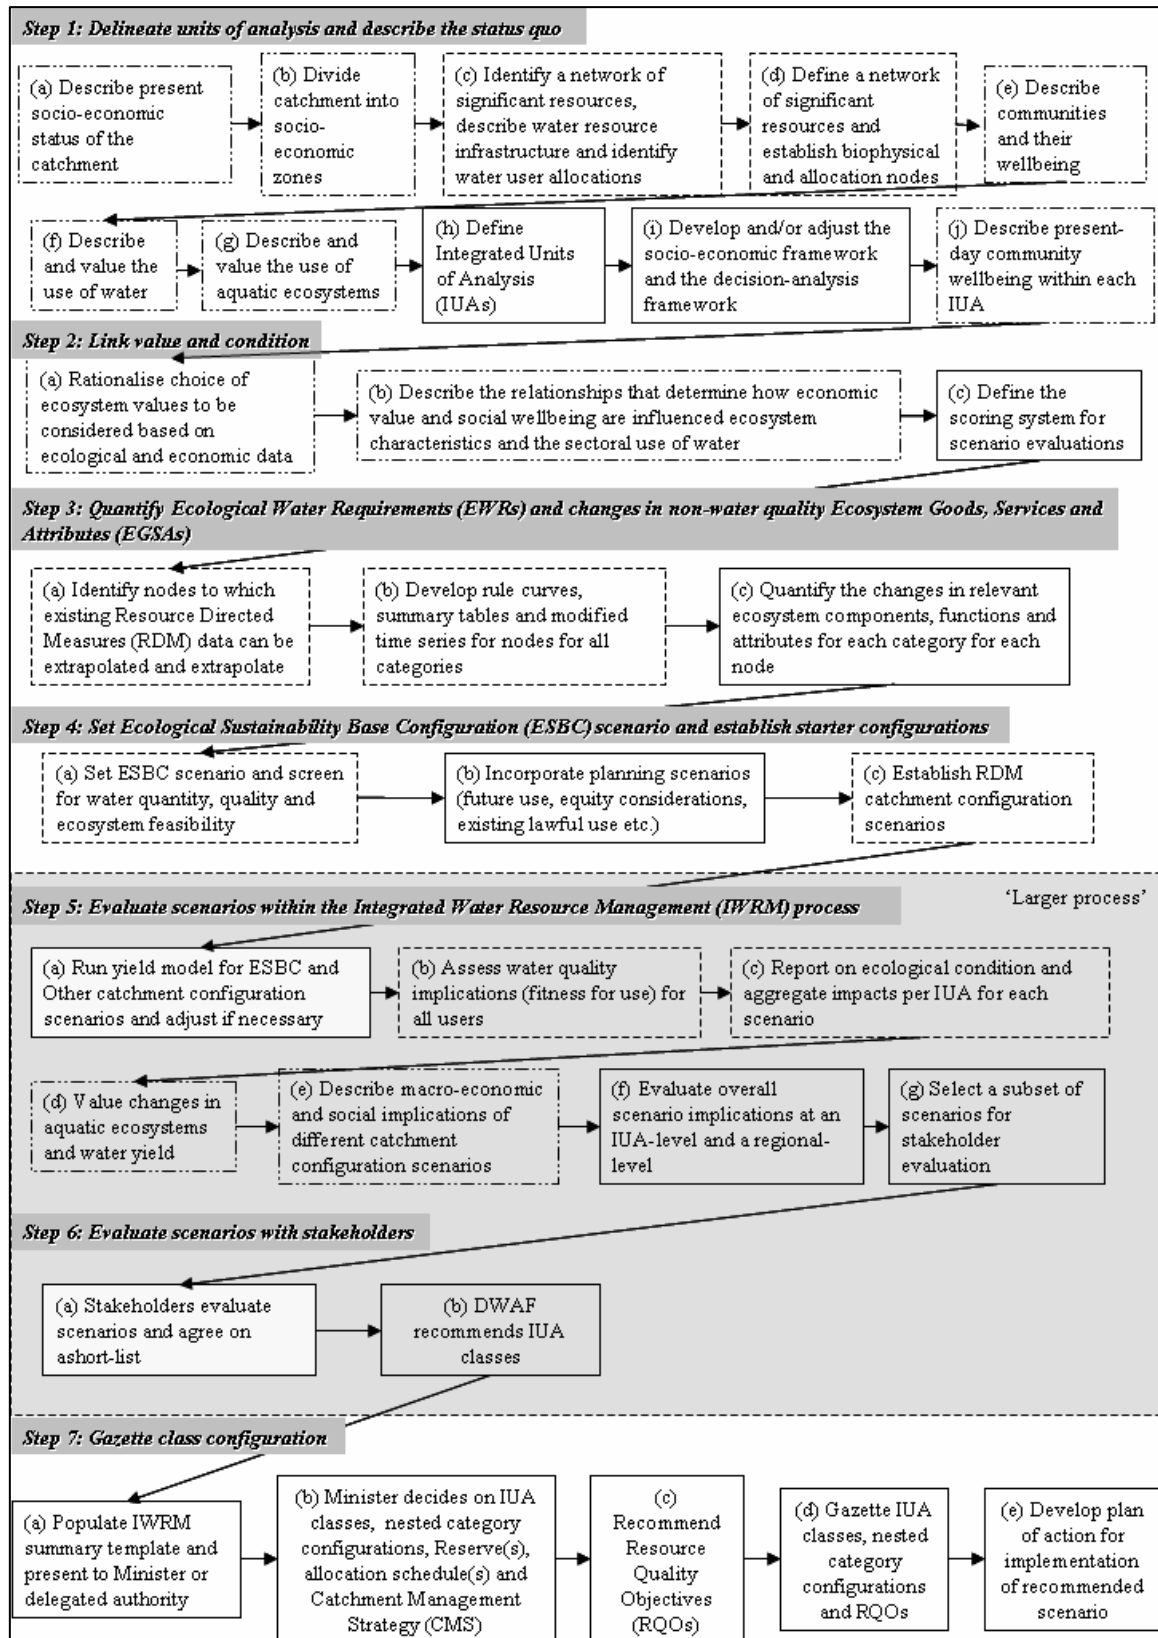 Step 1: Delineate units of analysis and describe the status quo
(a) Describe present
socio-economic
status of the
catchment
(b) Divide
catchment into
socio-
economic
zones
(c) Identify a network of
significant resources,
describe water resource
infrastructure and identify
water user allocations
(d) Define a network
of significant
resources and
establish biophysical
and allocation nodes
(e) Describe
communities
and their
wellbeing
(f) Describe
and value the
use of water
(g) Describe and
value the use of
aquatic ecosystems
(h) Define
Integrated Units
of Analysis
(IUAs)
(i) Develop and/or adjust the
socio-economic framework
and the decision-analysis
framework
(j) Describe present-
day community
wellbeing within each
IUA
Step 2: Link value and condition
(a) Rationalise choice of
ecosystem values to be
considered based on
ecological and economic data
(b) Describe the relationships that determine how economic
value and social wellbeing are influenced ecosystem
characteristics and the sectoral use of water
(c) Define the
scoring system for
scenario evaluations
Step 3: Quantify Ecological Water Requirements (EWRs) and changes in non-water quality Ecosystem Goods, Services and
Attributes (EGSAs)
(a) Identify nodes to which
existing Resource Directed
Measures (RDM) data can be
extrapolated and extrapolate
(b) Develop rule curves,
summary tables and modified
time series for nodes for all
categories
(c) Quantify the changes in relevant
ecosystem components, functions and
attributes for each category for each
node
Step 4: Set Ecological Sustainability Base Configuration (ESBC) scenario and establish starter configurations
(a) Set ESBC scenario and screen
for water quantity, quality and
ecosystem feasibility
(b) Incorporate planning scenarios
(future use, equity considerations,
existing lawful use etc.)
(c) Establish RDM
catchment configuration
scenarios
'Larger process'
Step 5: Evaluate scenarios within the Integrated Water Resource Management (IWRM) process
(a) Run yield model for ESBC and
Other catchment configuration
scenarios and adjust if necessary
(b) Assess water quality
implications (fitness for use) for
all users
(c) Report on ecological condition and
aggregate impacts per IUA for each
scenario
(d) Value changes in
aquatic ecosystems
and water yield
(e) Describe macro-economic
and social implications of
different catchment
configuration scenarios
(f) Evaluate overall
scenario implications at an
IUA-level and a regional-
level
(g) Select a subset of
scenarios for
stakeholder
evaluation
Step 6: Evaluate scenarios with stakeholders
(a) Stakeholders evaluate
scenarios and agree on
ashort-list
(b) DWAF
recommends IUA
classes
Step 7: Gazette class configuration
(a) Populate IWRM
summary template and
present to Minister or
delegated authority
(b) Minister decides on IUA
classes, nested category
configurations, Reserve(s),
allocation schedule(s) and
Catchment Management
Strategy (CMS)
(c)
Recommend
Resource
Quality
Objectives
(RQOs)
(d) Gazette IUA
classes, nested
category
configurations
and RQOs
(e) Develop plan
of action for
implementation
of recommended
scenario